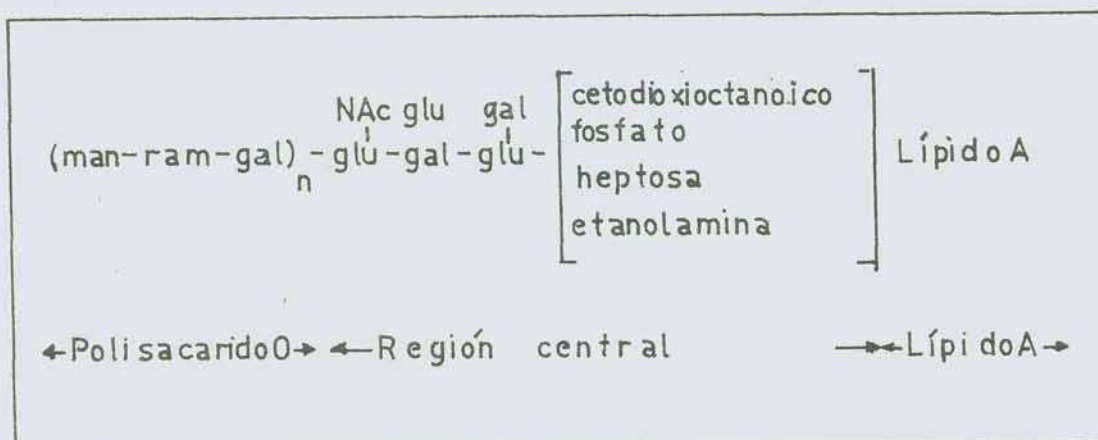 NAc glu gal
(man-ram-gal)n -glu-gal-glu-
cetodioxioctanoico
fosfato
heptosa
etanolamina
Lípido A
←Polisacarido O→ ←Región central →←Lípido A→